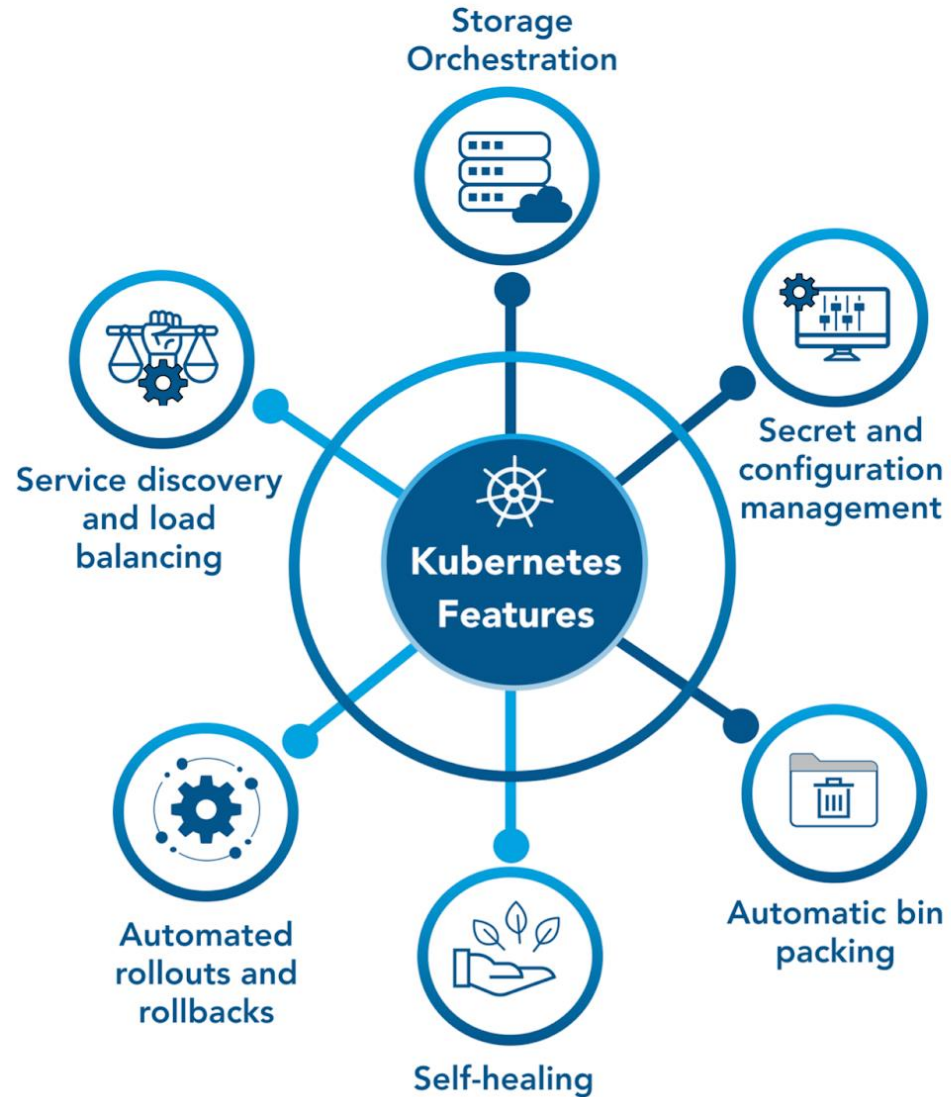 Storage
Orchestration
Secret and
configuration
management
Service discovery
and load
balancing
Kubernetes
Features
Automatic bin
packing
Automated
rollouts and
rollbacks
Self-healing